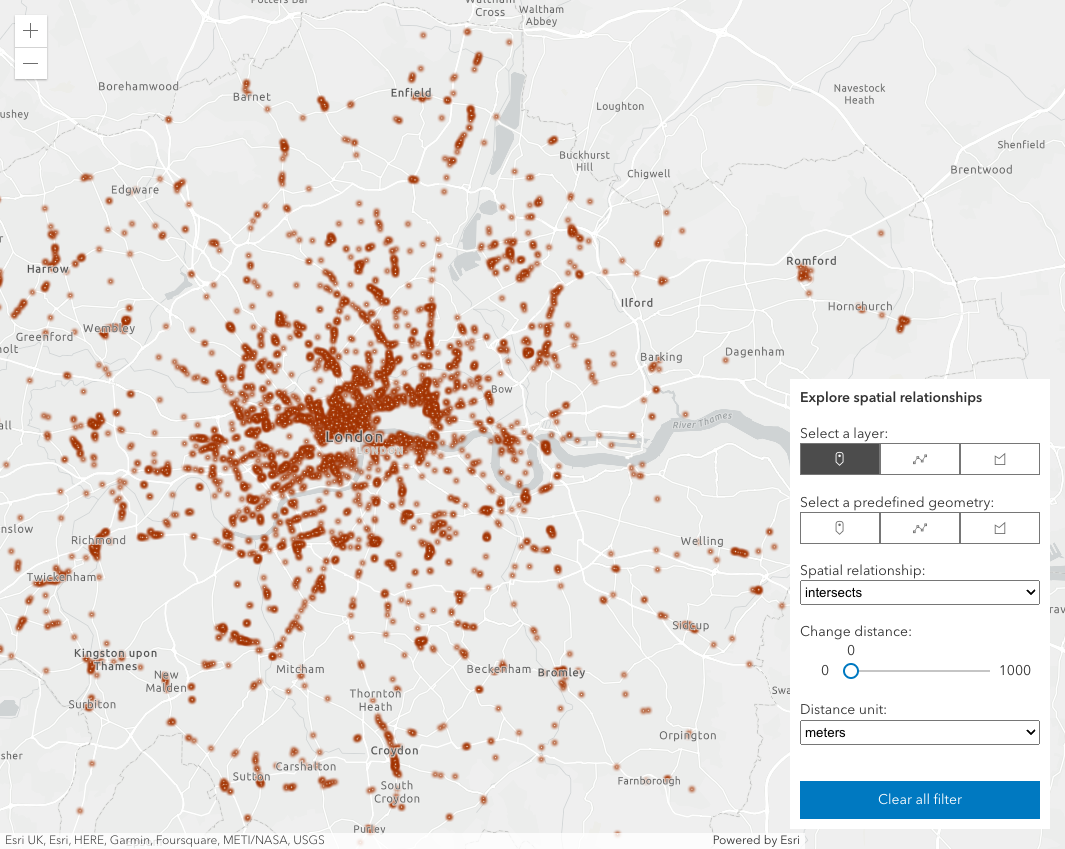 Potters Bar
Waltham
Cross
Waltham
Abbey
Borehamwood
Barnet
Enfield
Loughton
Navestock
Heath
ushey
Shenfield
Buckhurst
Hill
Chigwell
Brentwood
Edgware
Harrow
Romford
Ilford
Hornchurch
Wembley
Greenford
holt
Barking
Dagenham
Bow
River Thames
all
London
LONDON
nslow
Richmond
Welling
Twickenham
Sidcup
Kingston upon
Thames
New
Malden
Mitcham
Beckenham
Bromley
Surbiton
Thornton
Heath
Swa
rav
Orpington
sher
Croydon
Carshalton
Sutton
South
Croydon
Farnborough
Purley
Explore spatial relationships
Select a layer:
Select a predefined geometry:
Spatial relationship:
intersects
Change distance:
0
0
1000
Distance unit:
meters
Clear all filter
Esri UK, Esri, HERE, Garmin, Foursquare, METI/NASA, USGS
Powered by Esri